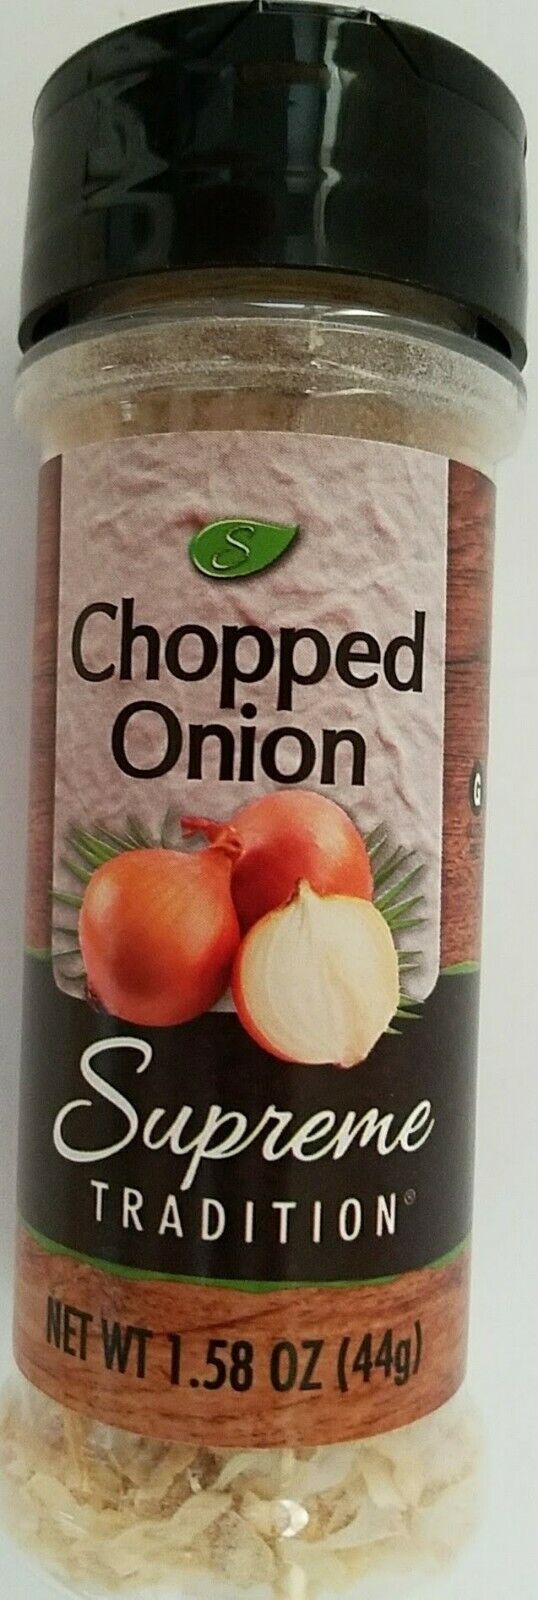 S
Chopped
Onion
G
Supreme
TRADITION®
NET WT 1.58 OZ (44g)